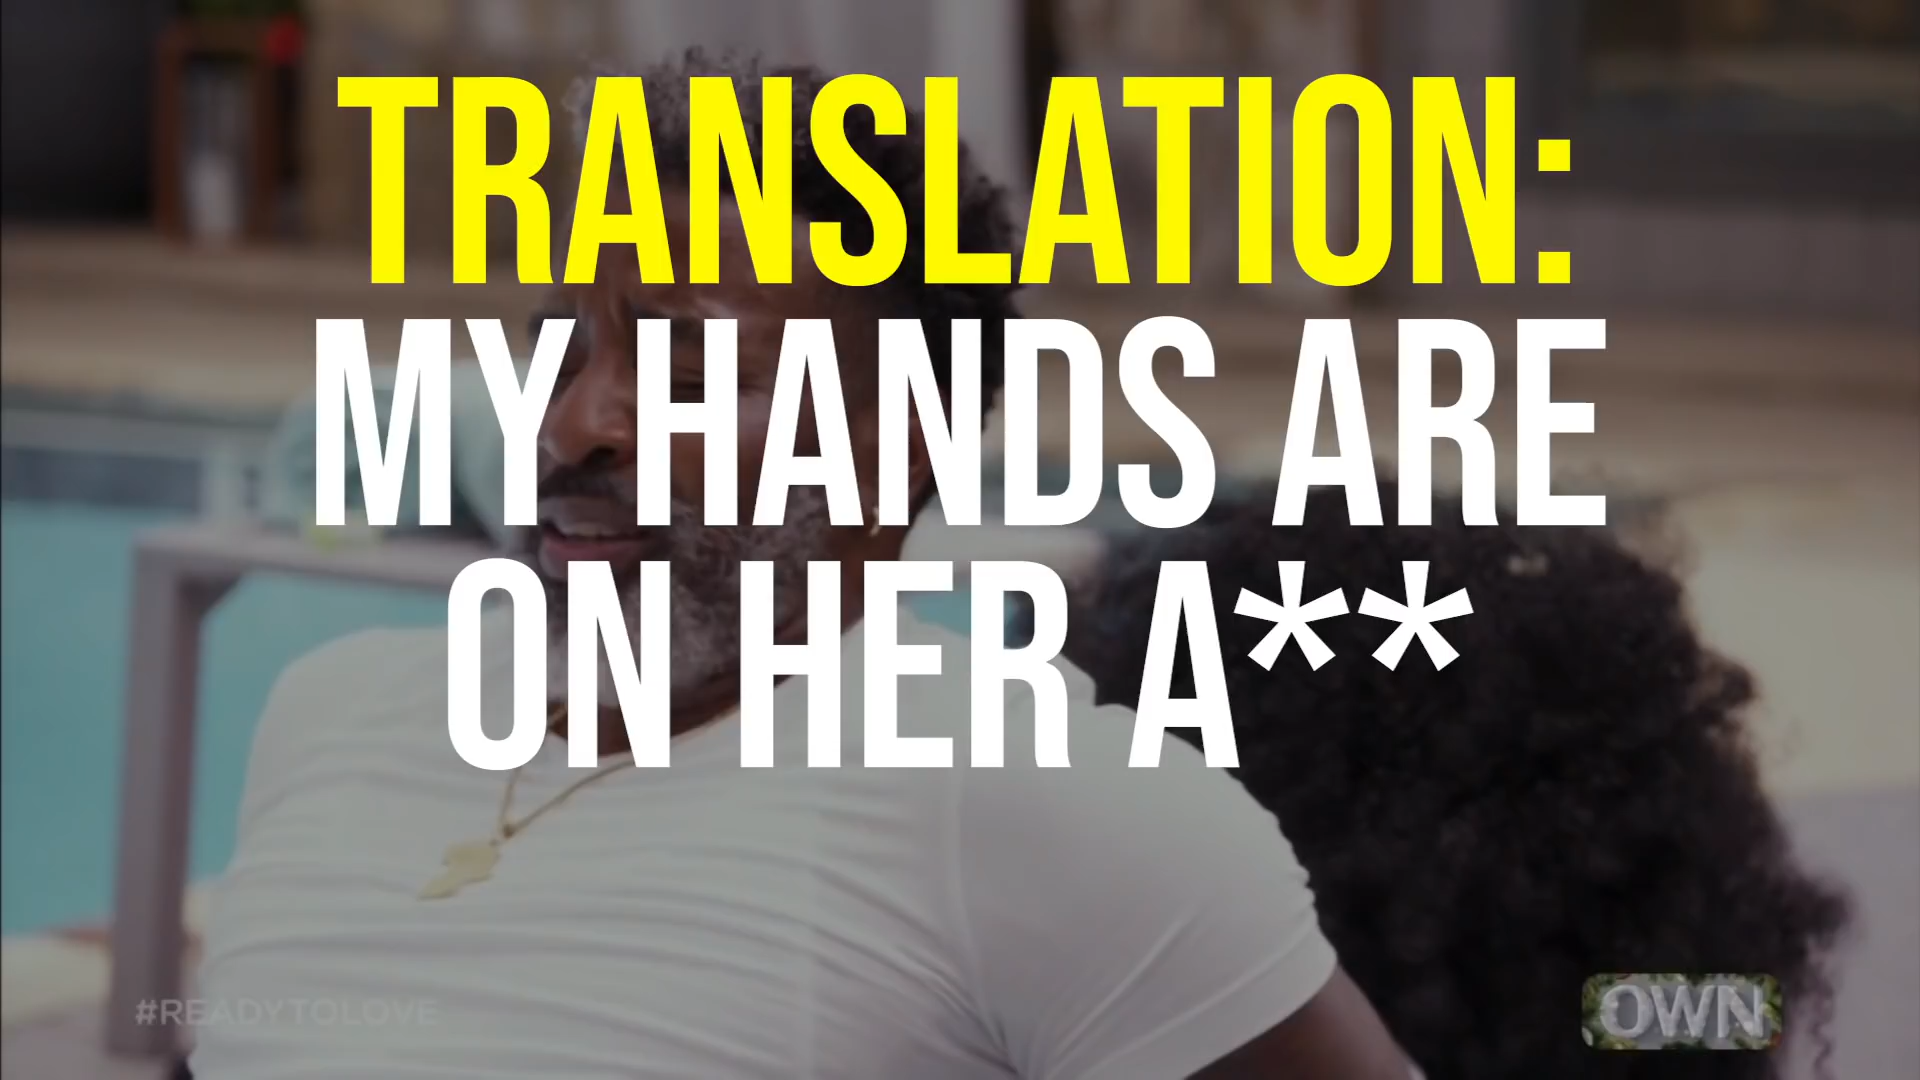 TRANSLATION:
MY HANDS ARE
ON HER A**
#READYTOLOVE
OWN